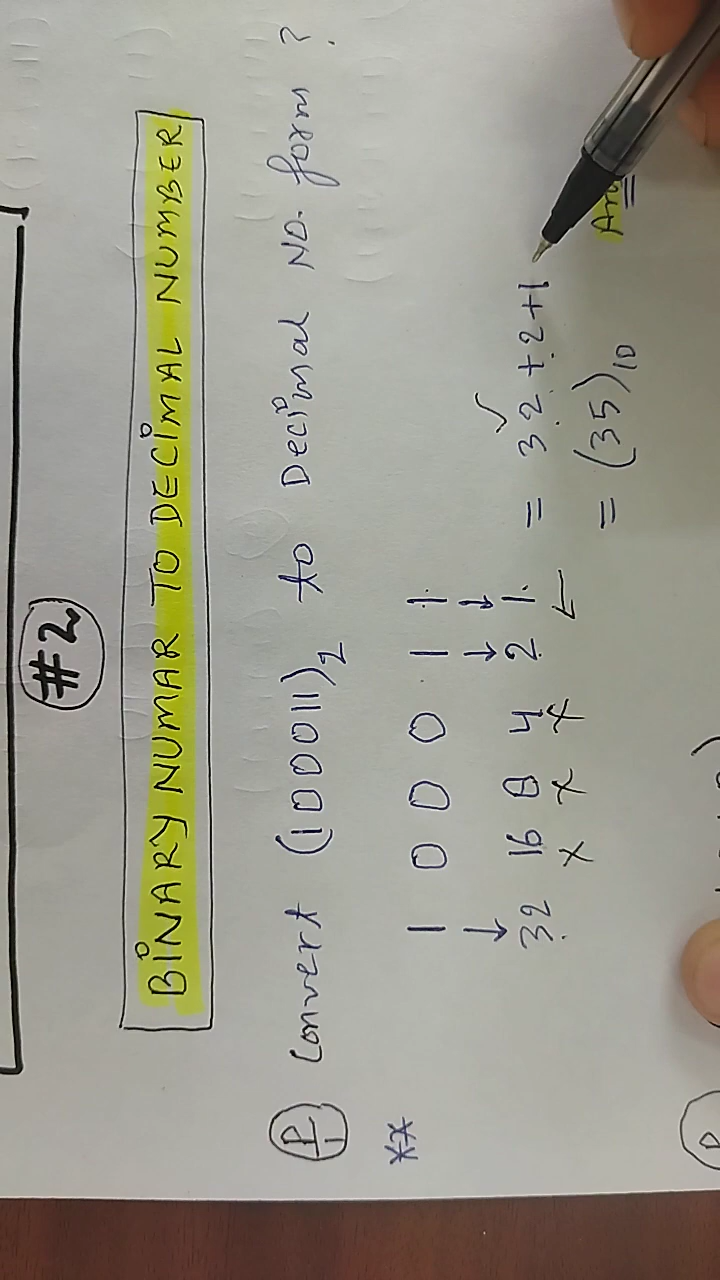 #2
BINARY NUMAR TO DECIMAL NUMBER
P1 Convert (100011)2 to Decimal NO. form ?
** 1 0 0 0 1 1
↓ ↓ ↓
32 16 8 4 2 1 = 32+2+1
x x x ← = (35)10 Ans